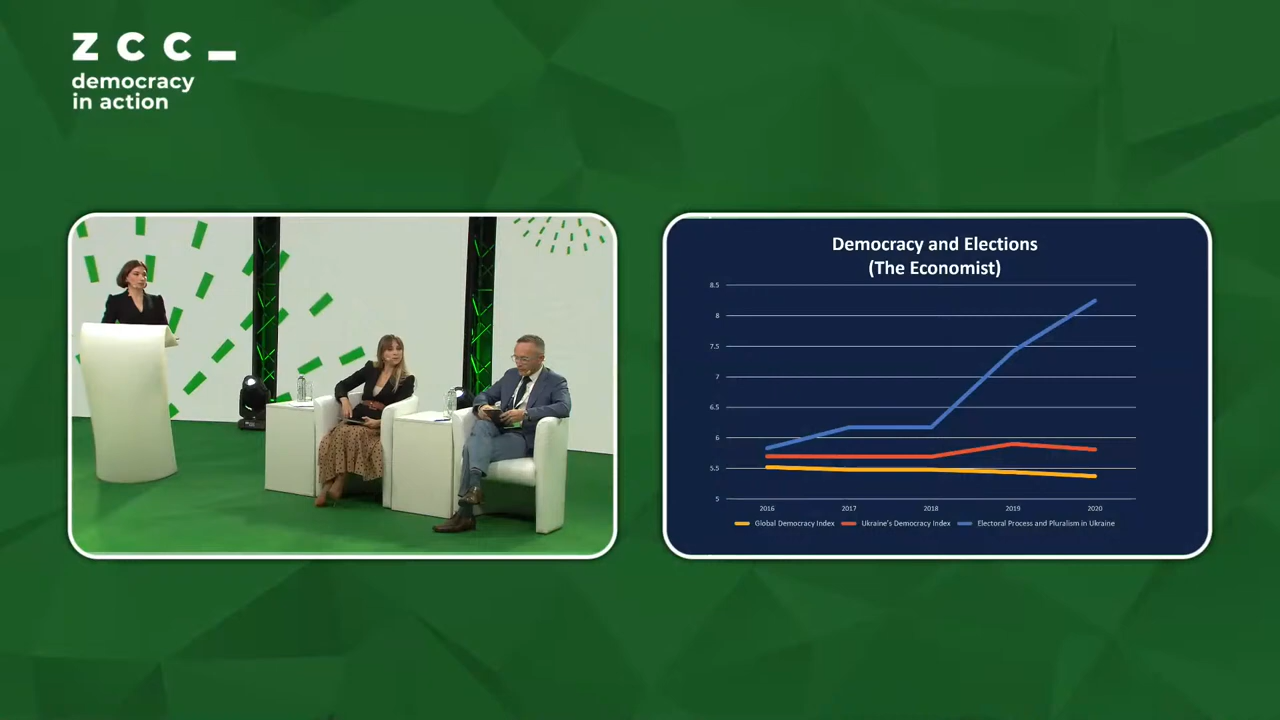 zcc_
democracy
in action
Democracy and Elections
(The Economist)
8.5
8
7.5
7
6.5
6
5.5
5
2016 2017 2018 2019 2020
Global Democracy Index Ukraine's Democracy Index Electoral Process and Pluralism in Ukraine